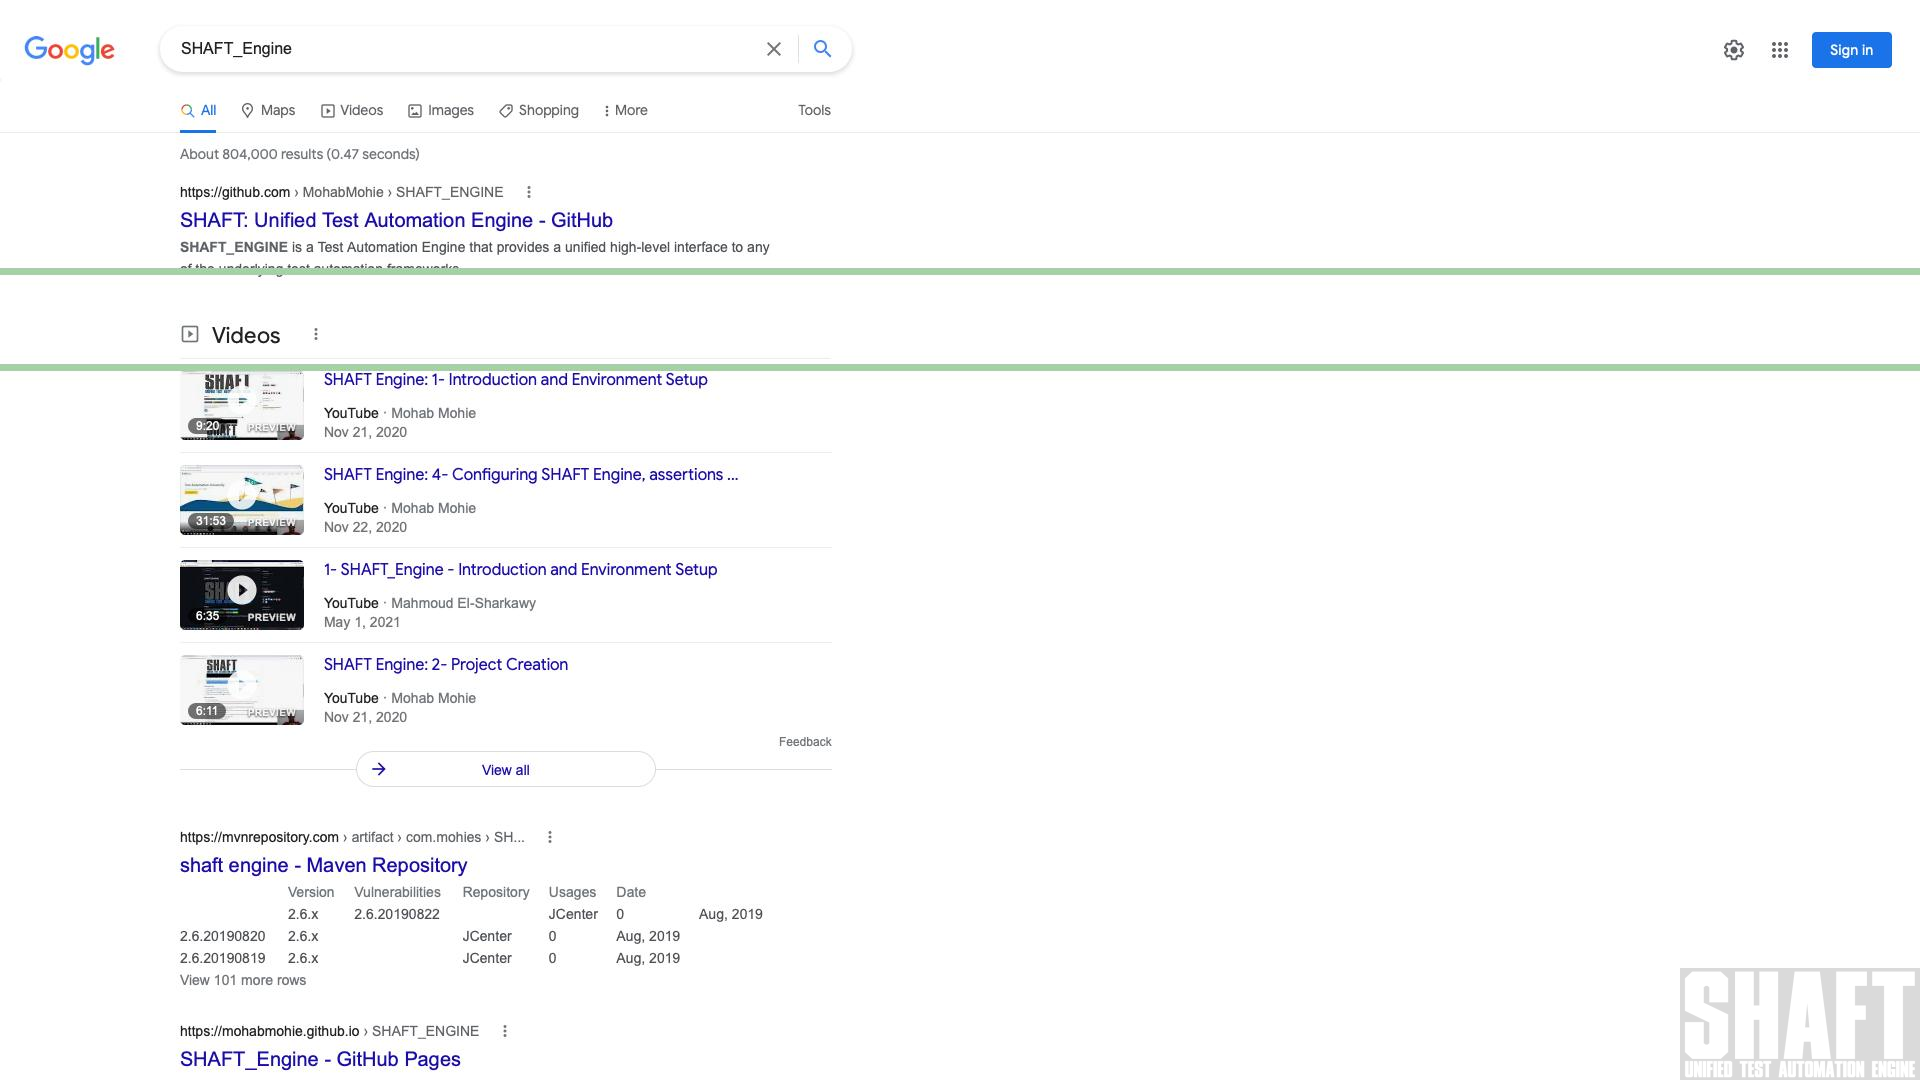 Google
SHAFT_Engine
Sign in
All Maps Videos Images Shopping More Tools
About 804,000 results (0.47 seconds)
https://github.com › MohabMohie › SHAFT_ENGINE
SHAFT: Unified Test Automation Engine - GitHub
SHAFT_ENGINE is a Test Automation Engine that provides a unified high-level interface to any
of the underlying test automation frameworks.
Videos
SHAFT Engine: 1- Introduction and Environment Setup
YouTube · Mohab Mohie
9:20 PREVIEW
Nov 21, 2020
SHAFT Engine: 4- Configuring SHAFT Engine, assertions ...
YouTube · Mohab Mohie
31:53 PREVIEW
Nov 22, 2020
1- SHAFT_Engine - Introduction and Environment Setup
YouTube · Mahmoud El-Sharkawy
6:35 PREVIEW
May 1, 2021
SHAFT
SHAFT Engine: 2- Project Creation
YouTube · Mohab Mohie
6:11 PREVIEW
Nov 21, 2020
Feedback
View all
https://mvnrepository.com › artifact › com.mohies › SH...
shaft engine - Maven Repository
Version Vulnerabilities Repository Usages Date
2.6.x 2.6.20190822 JCenter 0 Aug, 2019
2.6.20190820 2.6.x JCenter 0 Aug, 2019
2.6.20190819 2.6.x JCenter 0 Aug, 2019
View 101 more rows
https://mohabmohie.github.io › SHAFT_ENGINE
SHAFT_Engine - GitHub Pages
SHAFT
UNIFIED TEST AUTOMATION ENGINE